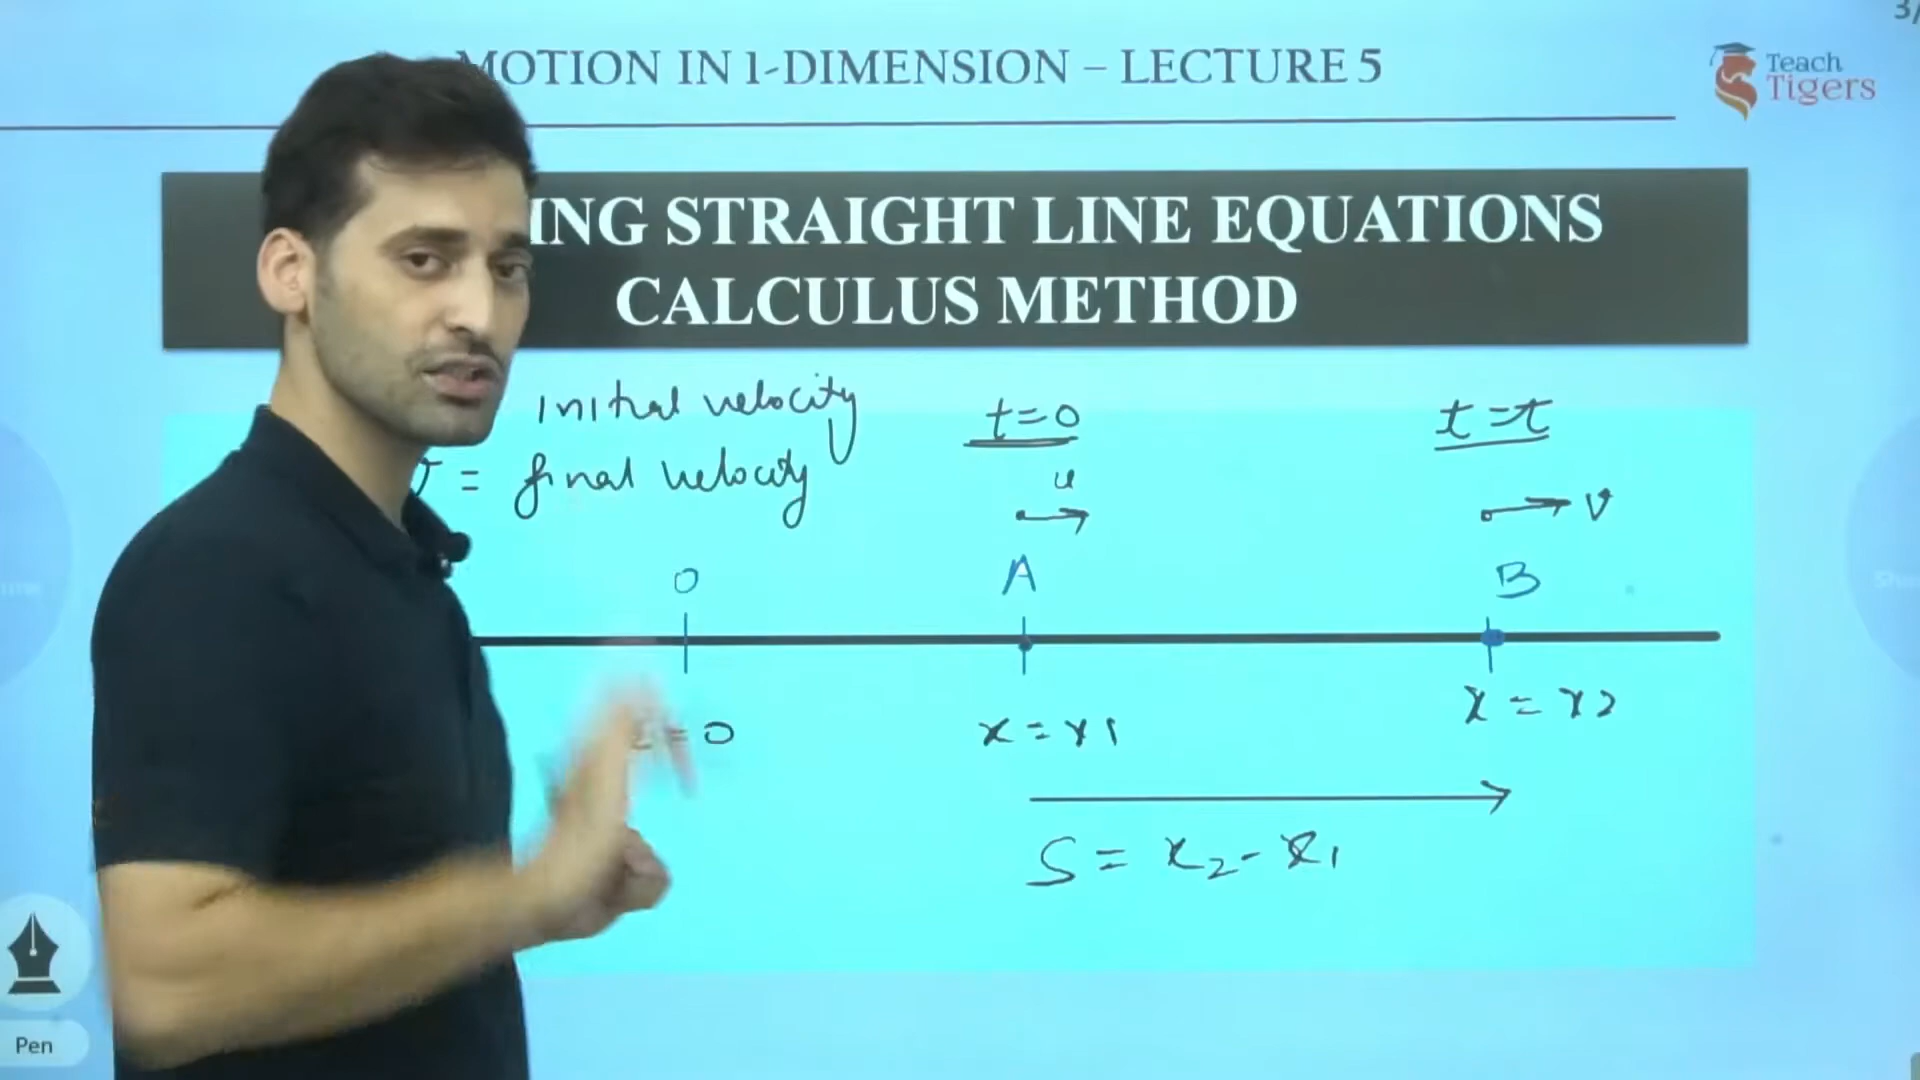 MOTION IN 1-DIMENSION – LECTURE 5
Teach
Tigers
ING STRAIGHT LINE EQUATIONS
CALCULUS METHOD
initial velocity
v = final velocity
t=0
t=t
u
v
O
A
B
= 0
x = x1
x = x2
S = x2 - x1
Pen